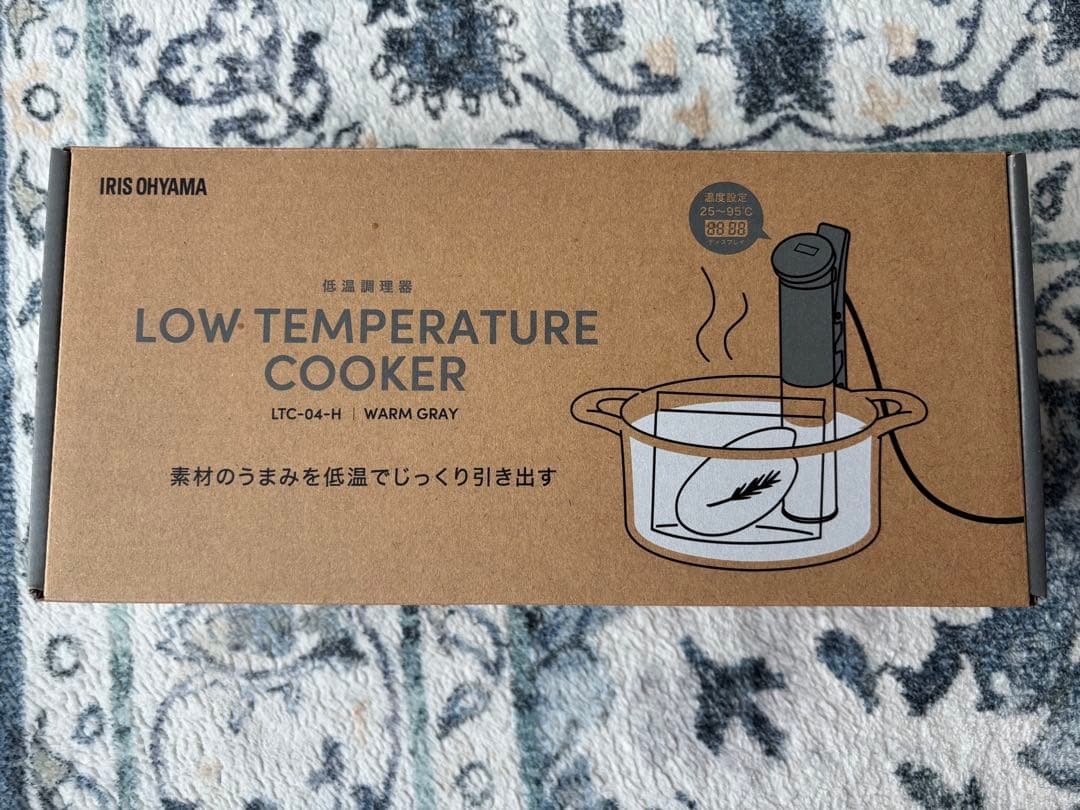 IRIS OHYAMA
温度設定
25~95℃
88 88
ディスプレイ
低温調理器
LOW TEMPERATURE
COOKER
LTC-04-H | WARM GRAY
素材のうまみを低温でじっくり引き出す